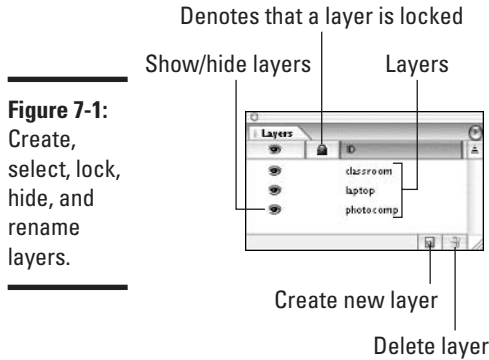 Denotes that a layer is locked
Show/hide layers
Layers
Figure 7-1:
Create,
select, lock,
hide, and
rename
layers.
Layers
ID
classroom
laptop
photocomp
Create new layer
Delete layer